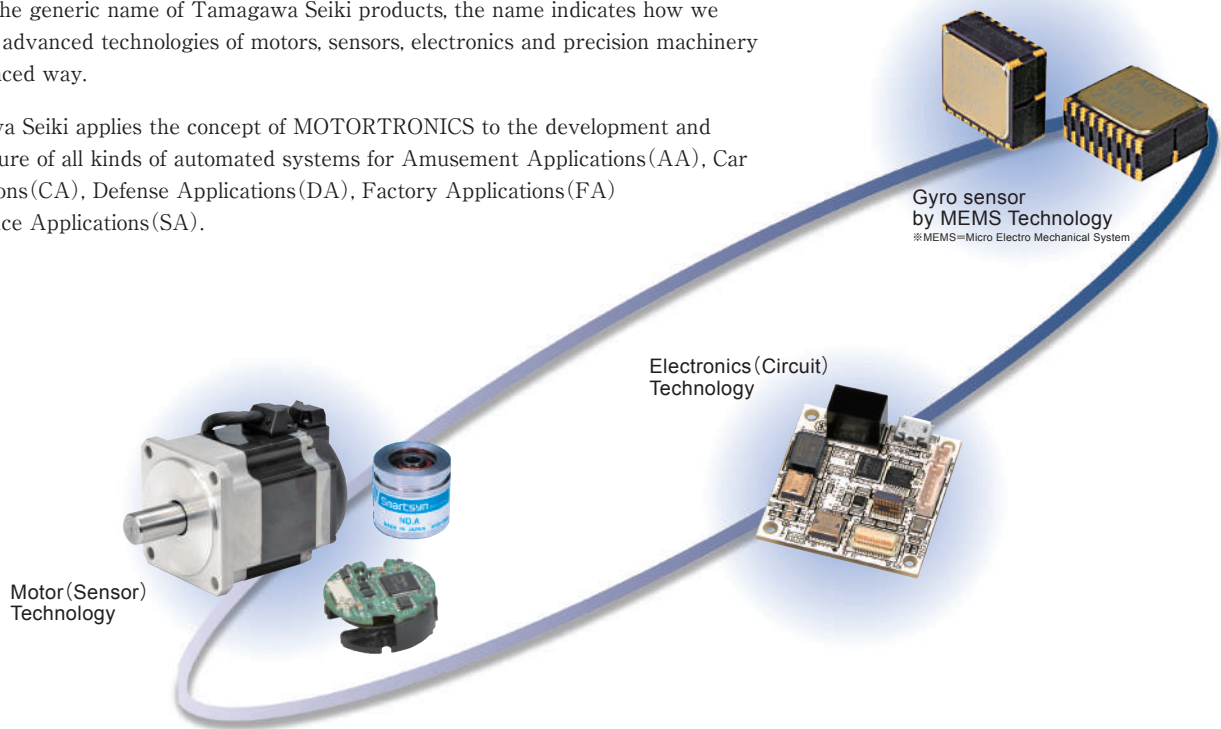 he generic name of Tamagawa Seiki products, the name indicates how we
advanced technologies of motors, sensors, electronics and precision machinery
nced way.
va Seiki applies the concept of MOTORTRONICS to the development and
ure of all kinds of automated systems for Amusement Applications(AA), Car
ons(CA), Defense Applications(DA), Factory Applications(FA)
ce Applications(SA).
Gyro sensor
by MEMS Technology
※MEMS=Micro Electro Mechanical System
Electronics(Circuit)
Technology
Smartsyn
NO.A
MADE IN JAPAN
Motor(Sensor)
Technology